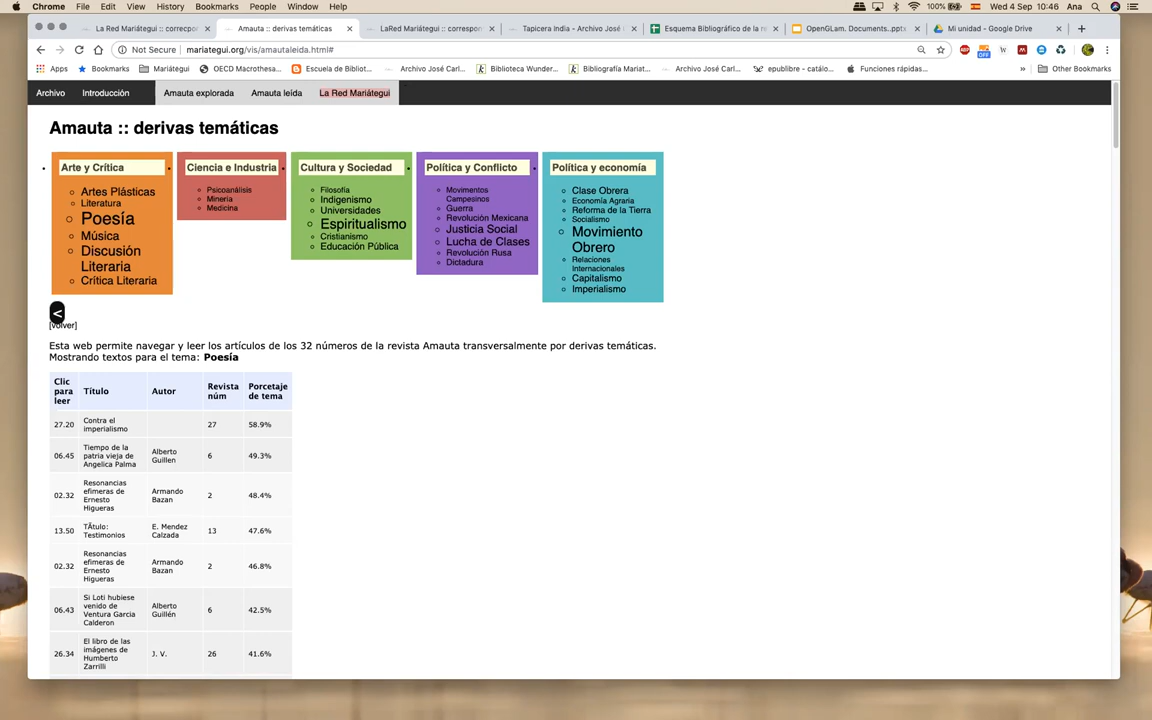 Chrome File Edit View History Bookmarks People Window Help 100% Wed 4 Sep 10:46 Ana
La Red Mariátegui :: correspon
Amauta :: derivas temáticas
LaRed Mariátegui :: correspon
Tapicera India - Archivo José
Esquema Bibliográfico de la re
OpenGLam. Documents..pptx
Mi unidad - Google Drive
Not Secure mariategui.org/vis/amautaleida.html#
Apps Bookmarks Mariátegui OECD Macrothesa... Escuela de Bibliot... Archivo José Carl... Biblioteca Wunder... Bibliografía Mariat... Archivo José Carl... epublibre - catálo... Funciones rápidas... » Other Bookmarks
Archivo Introducción Amauta explorada Amauta leída La Red Mariátegui
Amauta :: derivas temáticas
Arte y Crítica
Artes Plásticas
Literatura
Poesía
Música
Discusión
Literaria
Crítica Literaria
Ciencia e Industria
Psicoanálisis
Minería
Medicina
Cultura y Sociedad
Filosofía
Indigenismo
Universidades
Espiritualismo
Cristianismo
Educación Pública
Política y Conflicto
Movimentos
Campesinos
Guerra
Revolución Mexicana
Justicia Social
Lucha de Clases
Revolución Rusa
Dictadura
Política y economía
Clase Obrera
Economía Agraria
Reforma de la Tierra
Socialismo
Movimiento
Obrero
Relaciones
Internacionales
Capitalismo
Imperialismo
<
[volver]
Esta web permite navegar y leer los artículos de los 32 números de la revista Amauta transversalmente por derivas temáticas.
Mostrando textos para el tema: Poesía
Clic
para
leer
Título
Autor
Revista
núm
Porcetaje
de tema
27.20
Contra el
imperialismo
27
58.9%
06.45
Tiempo de la
patria vieja de
Angelica Palma
Alberto
Guillen
6
49.3%
02.32
Resonancias
efimeras de
Ernesto
Higueras
Armando
Bazan
2
48.4%
13.50
TÃtulo:
Testimonios
E. Mendez
Calzada
13
47.6%
02.32
Resonancias
efimeras de
Ernesto
Higueras
Armando
Bazan
2
46.8%
06.43
Si Loti hubiese
venido de
Ventura Garcia
Calderon
Alberto
Guillén
6
42.5%
26.34
El libro de las
imágenes de
Humberto
Zarrilli
J. V.
26
41.6%